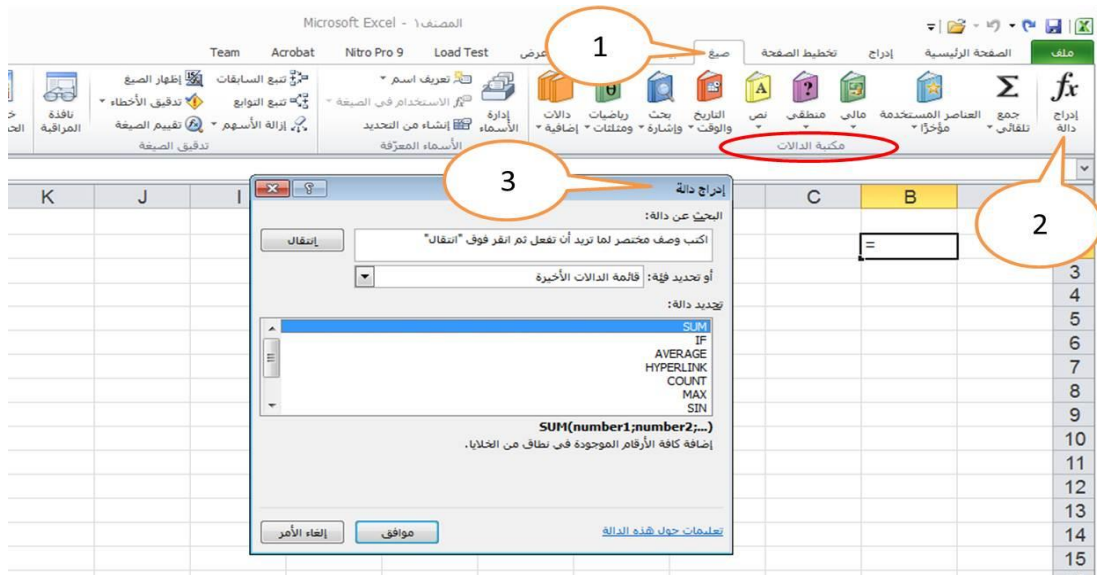 المصنف١ - Microsoft Excel
ملف
الصفحة الرئيسية
إدراج
تخطيط الصفحة
صيغ
عرض
Load Test
Nitro Pro 9
Acrobat
Team
1
fx
إدراج دالة
Σ
جمع تلقائي
العناصر المستخدمة مؤخرًا
مالي
منطقي
?
نص
A
التاريخ والوقت
بحث وإشارة
رياضيات ومثلثات
θ
دالات إضافية
مكتبة الدالات
إدارة الأسماء
تعريف اسم
الاستخدام في الصيغة
إنشاء من التحديد
الأسماء المعرّفة
تتبع السابقات
تتبع التوابع
إزالة الأسهم
إظهار الصيغ
تدقيق الأخطاء
تقييم الصيغة
تدقيق الصيغة
نافذة المراقبة
2
B
C
I
J
K
=
3
إدراج دالة
البحث عن دالة:
اكتب وصف مختصر لما تريد أن تفعل ثم انقر فوق "انتقال"
إنتقال
أو تحديد فئة: قائمة الدالات الأخيرة
تحديد دالة:
SUM
IF
AVERAGE
HYPERLINK
COUNT
MAX
SIN
SUM(number1;number2;...)
إضافة كافة الأرقام الموجودة في نطاق من الخلايا.
تعليمات حول هذه الدالة
موافق
إلغاء الأمر
3
4
5
6
7
8
9
10
11
12
13
14
15